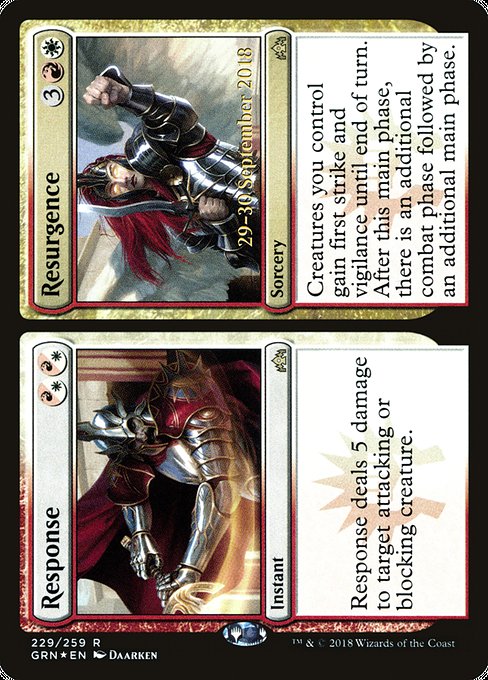 Response
Instant
Response deals 5 damage
to target attacking or
blocking creature.
Resurgence
3
29-30 September 2018
Sorcery
Creatures you control
gain first strike and
vigilance until end of turn.
After this main phase,
there is an additional
combat phase followed by
an additional main phase.
229/259 R
GRN★EN DAARKEN
™ & © 2018 Wizards of the Coast